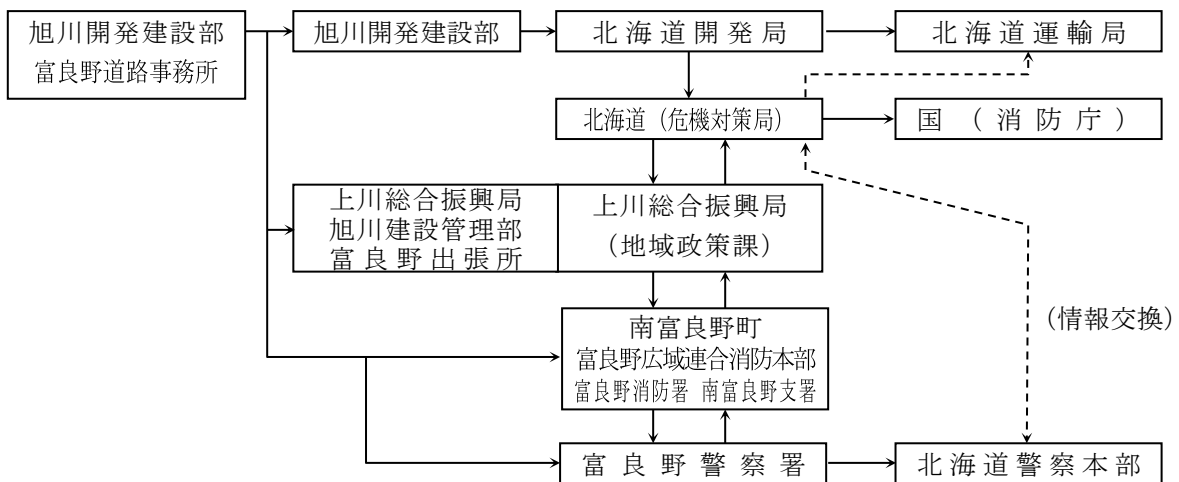 旭川開発建設部
富良野道路事務所
旭川開発建設部
北海道開発局
北海道運輸局
北海道（危機対策局）
国（消防庁）
上川総合振興局
旭川建設管理部
富良野出張所
上川総合振興局
（地域政策課）
南富良野町
富良野広域連合消防本部
富良野消防署 南富良野支署
（情報交換）
富良野警察署
北海道警察本部